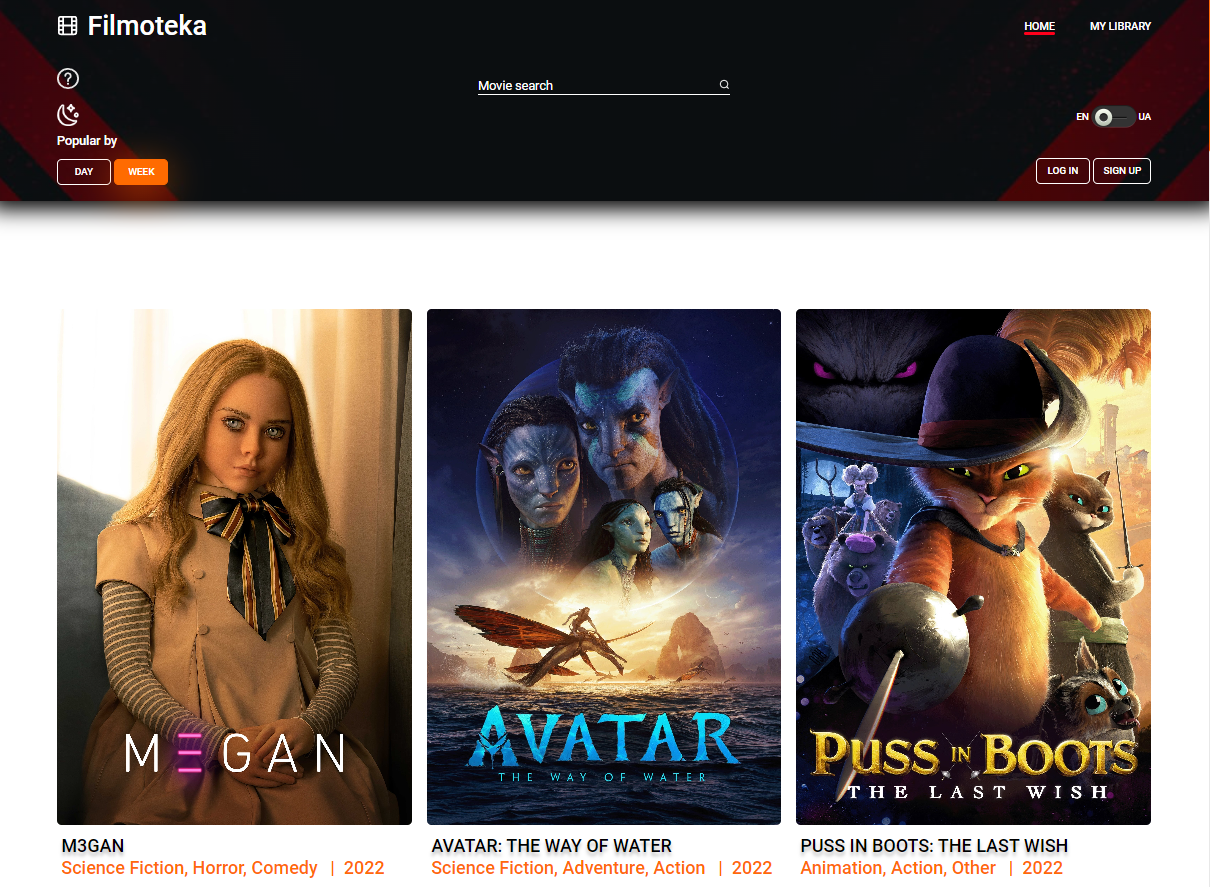 Filmoteka
HOME
MY LIBRARY
?
Movie search
EN
UA
Popular by
DAY
WEEK
LOG IN
SIGN UP
M3GAN
AVATAR
THE WAY OF WATER
PUSS IN BOOTS
THE LAST WISH
M3GAN
Science Fiction, Horror, Comedy | 2022
AVATAR: THE WAY OF WATER
Science Fiction, Adventure, Action | 2022
PUSS IN BOOTS: THE LAST WISH
Animation, Action, Other | 2022